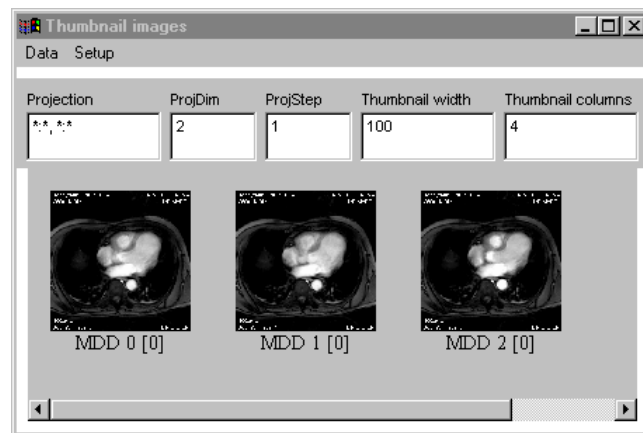 Thumbnail images
Data Setup
Projection ProjDim ProjStep Thumbnail width Thumbnail columns
*:*, *:* 2 1 100 4
MDD 0 [0] MDD 1 [0] MDD 2 [0]